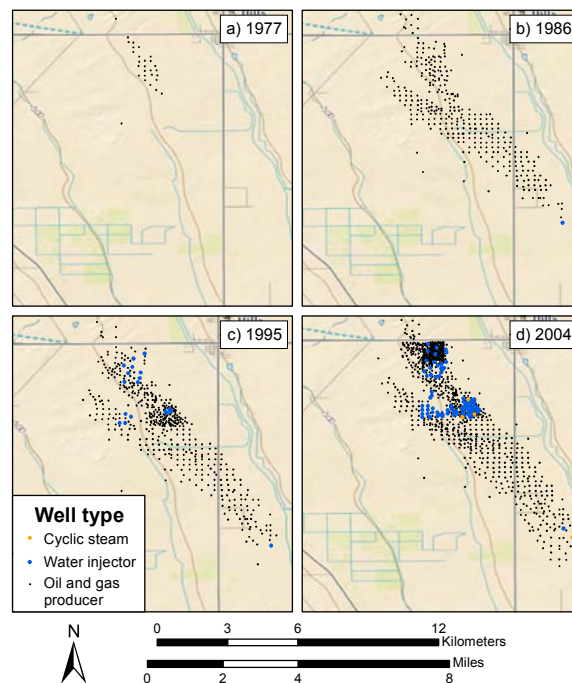 a) 1977
b) 1986
c) 1995
d) 2004
Well type
Cyclic steam
Water injector
Oil and gas
producer
N
0 3 6 12
Kilometers
Miles
0 2 4 8